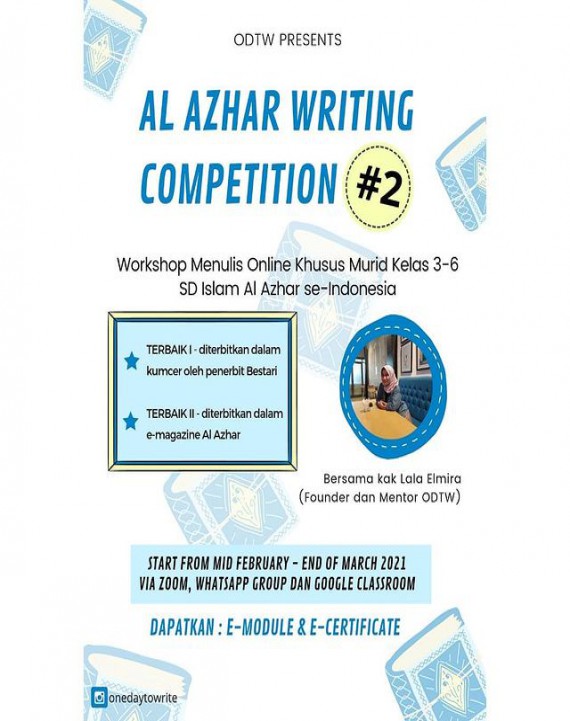 ODTW PRESENTS
AL AZHAR WRITING
COMPETITION #2
Workshop Menulis Online Khusus Murid Kelas 3-6
SD Islam Al Azhar se-Indonesia
TERBAIK I - diterbitkan dalam
kumcer oleh penerbit Bestari
TERBAIK II - diterbitkan dalam
e-magazine Al Azhar
Bersama kak Lala Elmira
(Founder dan Mentor ODTW)
START FROM MID FEBRUARY - END OF MARCH 2021
VIA ZOOM, WHATSAPP GROUP DAN GOOGLE CLASSROOM
DAPATKAN : E-MODULE & E-CERTIFICATE
onedaytowrite